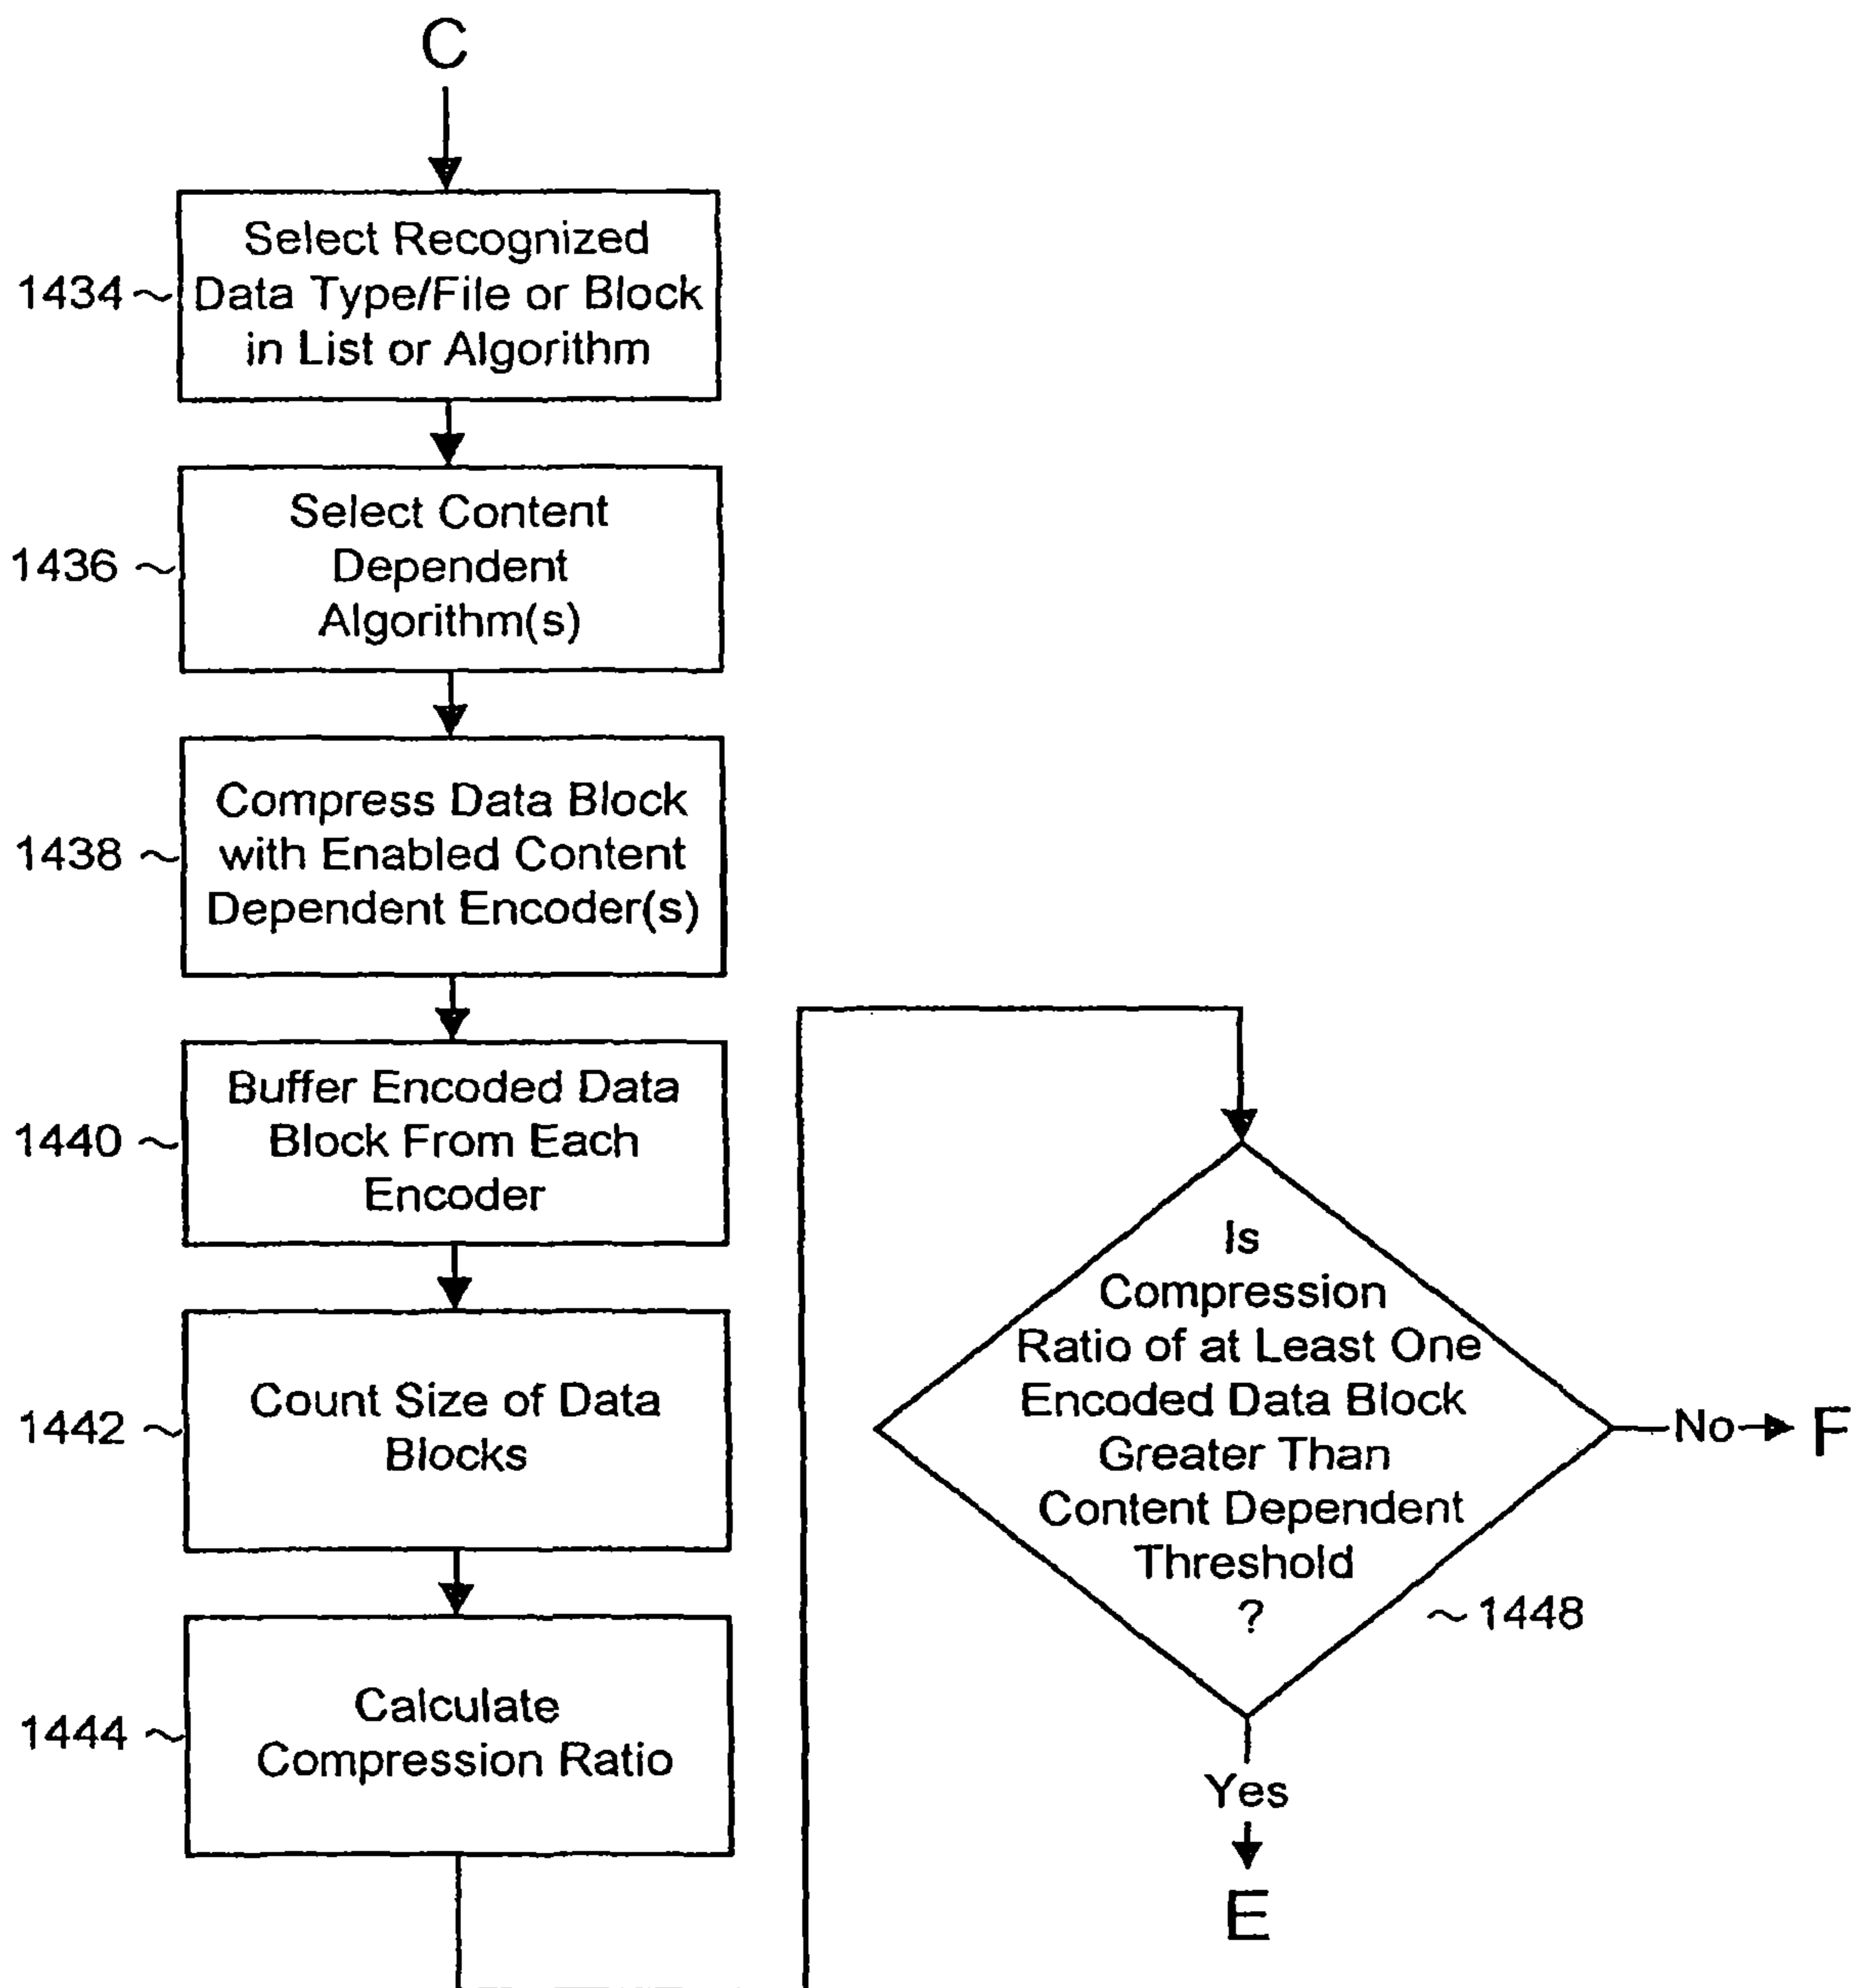 C
1434
Select Recognized
Data Type/File or Block
in List or Algorithm
1436
Select Content
Dependent
Algorithm(s)
1438
Compress Data Block
with Enabled Content
Dependent Encoder(s)
1440
Buffer Encoded Data
Block From Each
Encoder
1442
Count Size of Data
Blocks
1444
Calculate
Compression Ratio
Is
Compression
Ratio of at Least One
Encoded Data Block
Greater Than
Content Dependent
Threshold
?
1448
No
F
Yes
E